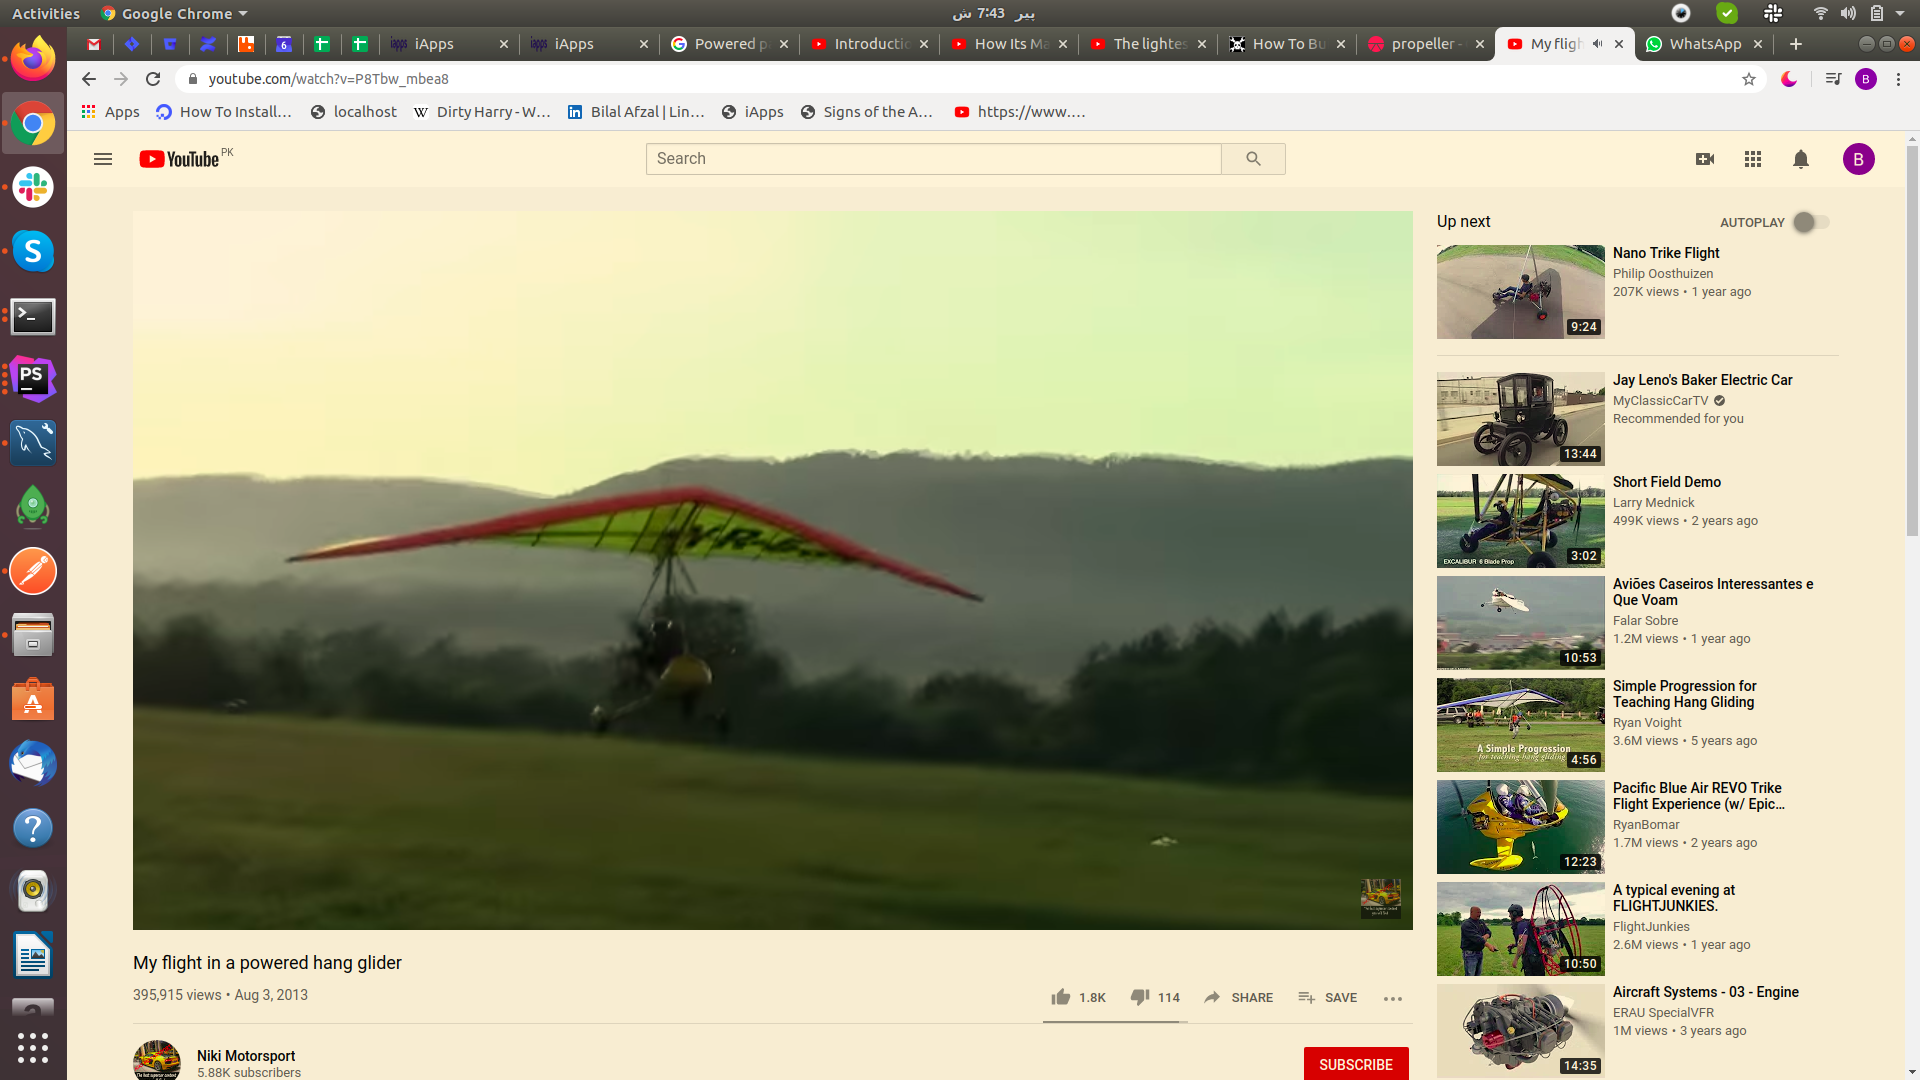 Activities
Google Chrome
پیر 7:43 ش
6
iApps
iApps
Powered p
Introductio
How Its Ma
The lightes
How To Bu
propeller -
My fligh
WhatsApp
youtube.com/watch?v=P8Tbw_mbea8
B
Apps
How To Install...
localhost
W
Dirty Harry - W...
in
Bilal Afzal | Lin...
iApps
Signs of the A...
https://www....
YouTube PK
Search
B
S
PS
A
?
Up next
AUTOPLAY
Nano Trike Flight
Philip Oosthuizen
207K views • 1 year ago
9:24
Jay Leno's Baker Electric Car
MyClassicCarTV
Recommended for you
13:44
Short Field Demo
Larry Mednick
499K views • 2 years ago
EXCALIBUR 6 Blade Prop
3:02
Aviões Caseiros Interessantes e
Que Voam
Falar Sobre
1.2M views • 1 year ago
10:53
Simple Progression for
Teaching Hang Gliding
Ryan Voight
3.6M views • 5 years ago
A Simple Progression
for teaching hang gliding
4:56
Pacific Blue Air REVO Trike
Flight Experience (w/ Epic...
RyanBomar
1.7M views • 2 years ago
12:23
A typical evening at
FLIGHTJUNKIES.
FlightJunkies
2.6M views • 1 year ago
10:50
Aircraft Systems - 03 - Engine
ERAU SpecialVFR
1M views • 3 years ago
14:35
My flight in a powered hang glider
395,915 views • Aug 3, 2013
1.8K
114
SHARE
SAVE
Niki Motorsport
5.88K subscribers
SUBSCRIBE